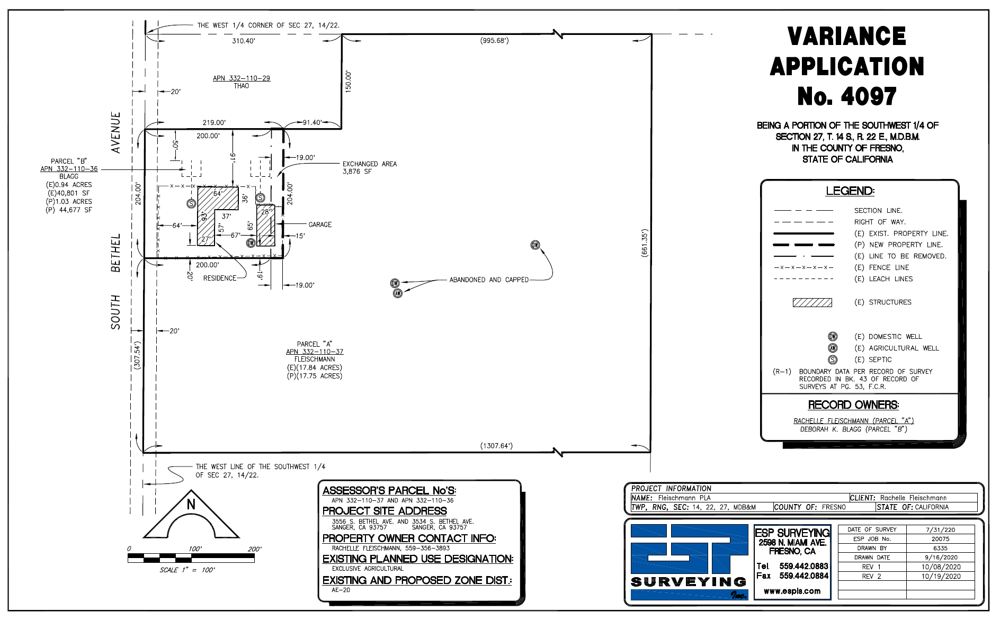 THE WEST 1/4 CORNER OF SEC 27, 14/22.
310.40'
(995.68')
APN 332-110-29
THAO
150.00'
20'
AVENUE
219.00'
91.40'
200.00'
50'
91'
19.00'
EXCHANGED AREA
3,876 SF
PARCEL "B"
APN 332-110-36
BLAGG
(E)0.94 ACRES
(E)40,801 SF
(P)1.03 ACRES
(P) 44,677 SF
204.00'
204.00'
64'
36'
S
S
93'
37'
28'
57'
65'
GARAGE
64'
67'
15'
27'
DW
BETHEL
200.00'
20'
RESIDENCE
19'
19.00'
DW
AW
ABANDONED AND CAPPED
DW
(661.35')
SOUTH
20'
(307.54')
PARCEL "A"
APN 332-110-37
FLEISCHMANN
(E)(17.84 ACRES)
(P)(17.75 ACRES)
(1307.64')
THE WEST LINE OF THE SOUTHWEST 1/4
OF SEC 27, 14/22.
N
0 100' 200'
SCALE 1" = 100'
VARIANCE
APPLICATION
No. 4097
BEING A PORTION OF THE SOUTHWEST 1/4 OF
SECTION 27, T. 14 S., R. 22 E., M.D.B.M.
IN THE COUNTY OF FRESNO,
STATE OF CALIFORNIA
LEGEND:
SECTION LINE.
RIGHT OF WAY.
(E) EXIST. PROPERTY LINE.
(P) NEW PROPERTY LINE.
(E) LINE TO BE REMOVED.
(E) FENCE LINE
(E) LEACH LINES
(E) STRUCTURES
DW (E) DOMESTIC WELL
AW (E) AGRICULTURAL WELL
S (E) SEPTIC
(R-1) BOUNDARY DATA PER RECORD OF SURVEY
RECORDED IN BK. 43 OF RECORD OF
SURVEYS AT PG. 53, F.C.R.
RECORD OWNERS:
RACHELLE FLEISCHMANN (PARCEL "A")
DEBORAH K. BLAGG (PARCEL "B")
ASSESSOR'S PARCEL No'S:
APN 332-110-37 AND APN 332-110-36
PROJECT SITE ADDRESS
3556 S. BETHEL AVE. AND 3534 S. BETHEL AVE.
SANGER, CA 93757 SANGER, CA 93757
PROPERTY OWNER CONTACT INFO:
RACHELLE FLEISCHMANN, 559-356-3893
EXISTING PLANNED USE DESIGNATION:
EXCLUSIVE AGRICULTURAL
EXISTING AND PROPOSED ZONE DIST.:
AE-20
PROJECT INFORMATION
NAME: Fleischmann PLA CLIENT: Rachelle Fleischmann
TWP, RNG, SEC: 14, 22, 27, MDB&M COUNTY OF: FRESNO STATE OF: CALIFORNIA
ESP
SURVEYING
Inc.
ESP SURVEYING
2598 N. MIAMI AVE.
FRESNO, CA
Tel. 559.442.0883
Fax 559.442.0884
www.espls.com
DATE OF SURVEY 7/31/220
ESP JOB No. 20075
DRAWN BY 6335
DRAWN DATE 9/16/2020
REV 1 10/08/2020
REV 2 10/19/2020